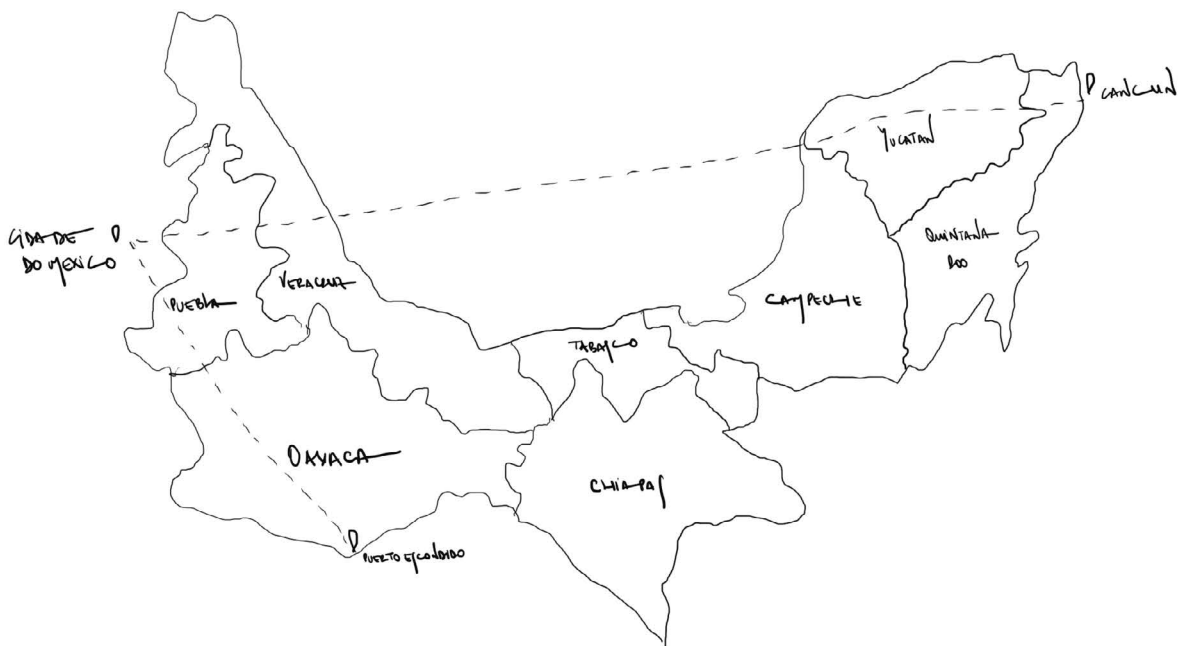 CANCUN
YUCATAN
CIDADE
DO MEXICO
QUINTANA
ROO
VERACRUZ
PUEBLA
CAMPECHE
TABASCO
OAXACA
CHIAPAS
PUERTO ESCONDIDO